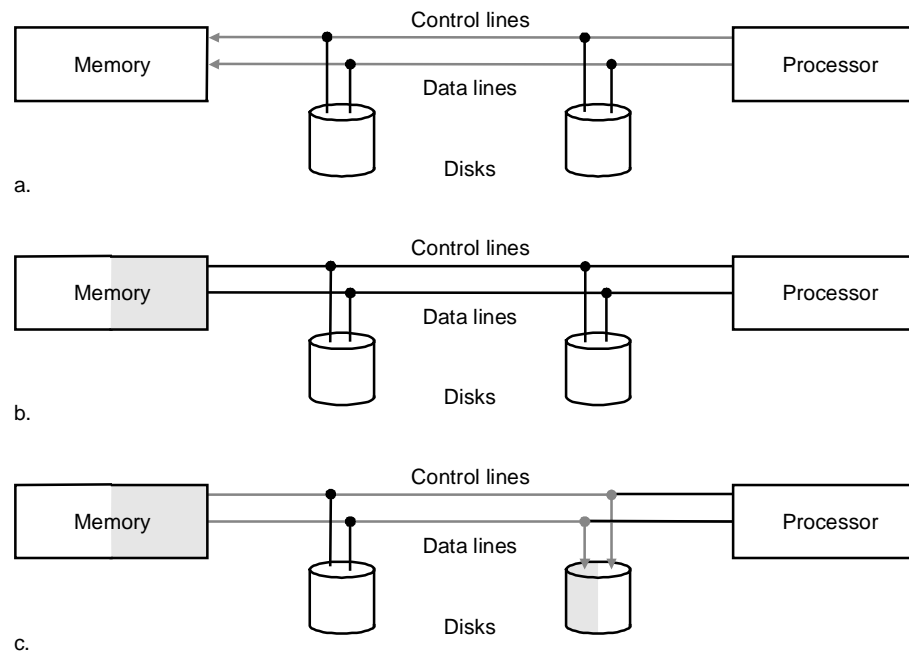 Control lines
Memory
Processor
Data lines
Disks
a.
Control lines
Memory
Processor
Data lines
Disks
b.
Control lines
Memory
Processor
Data lines
Disks
c.